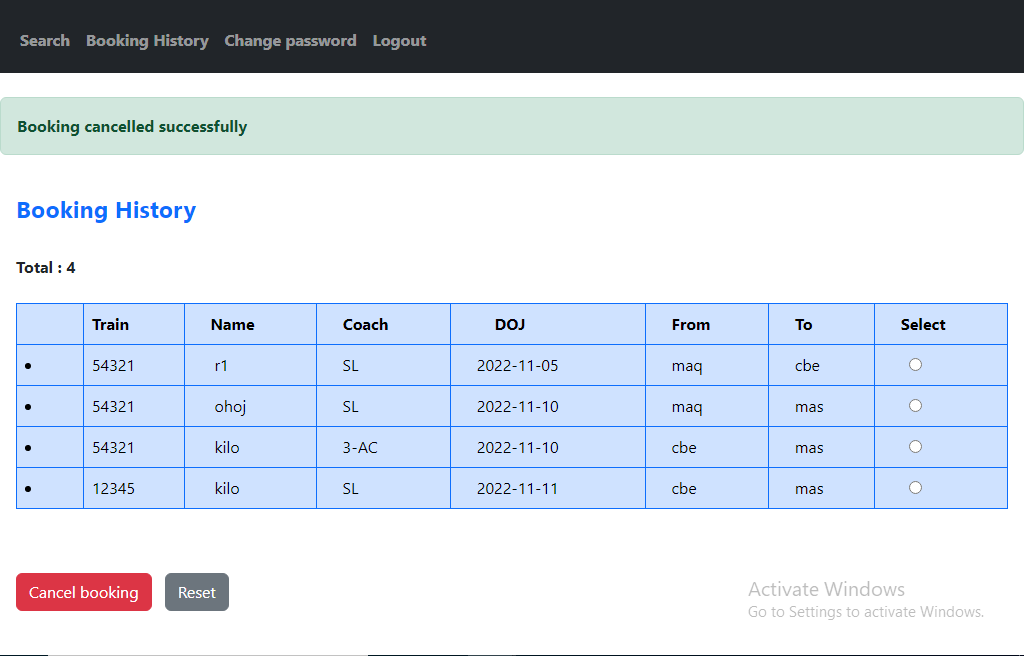 Search Booking History Change password Logout
Booking cancelled successfully
Booking History
Total : 4
Train Name Coach DOJ From To Select
• 54321 r1 SL 2022-11-05 maq cbe
• 54321 ohoj SL 2022-11-10 maq mas
• 54321 kilo 3-AC 2022-11-10 cbe mas
• 12345 kilo SL 2022-11-11 cbe mas
Cancel booking Reset
Activate Windows
Go to Settings to activate Windows.